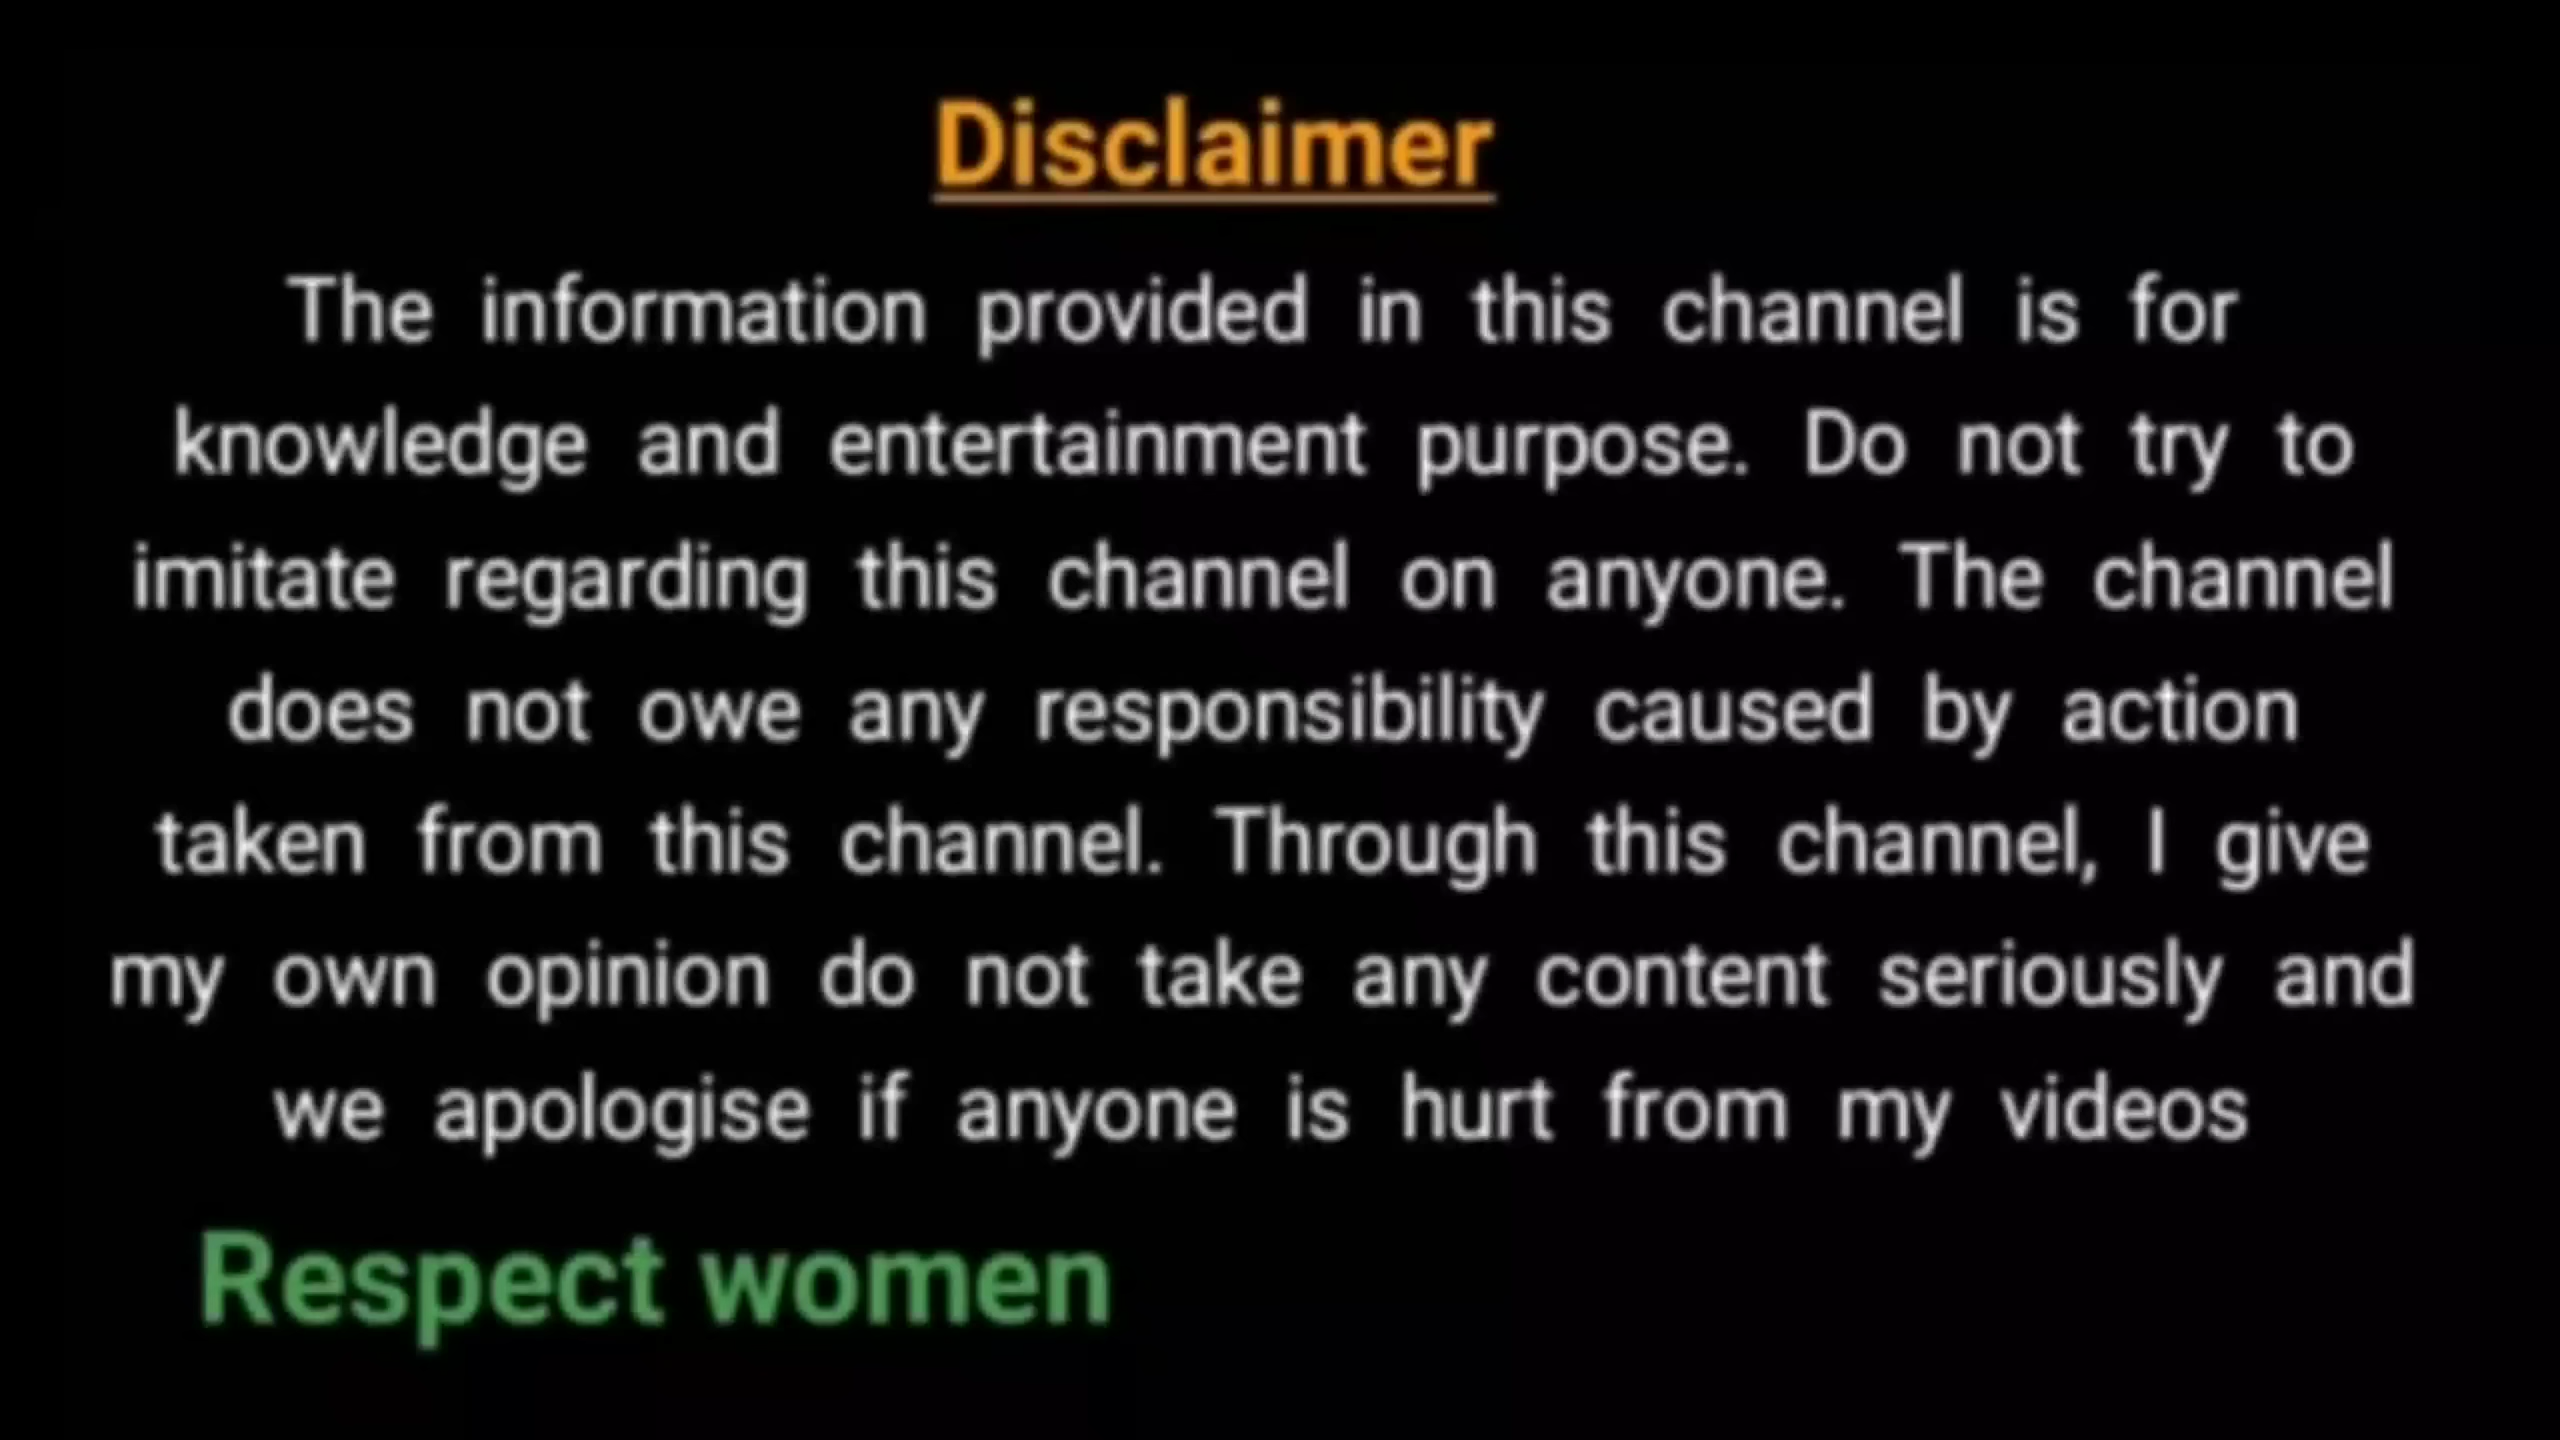 Disclaimer
The information provided in this channel is for
knowledge and entertainment purpose. Do not try to
imitate regarding this channel on anyone. The channel
does not owe any responsibility caused by action
taken from this channel. Through this channel, I give
my own opinion do not take any content seriously and
we apologise if anyone is hurt from my videos
Respect women